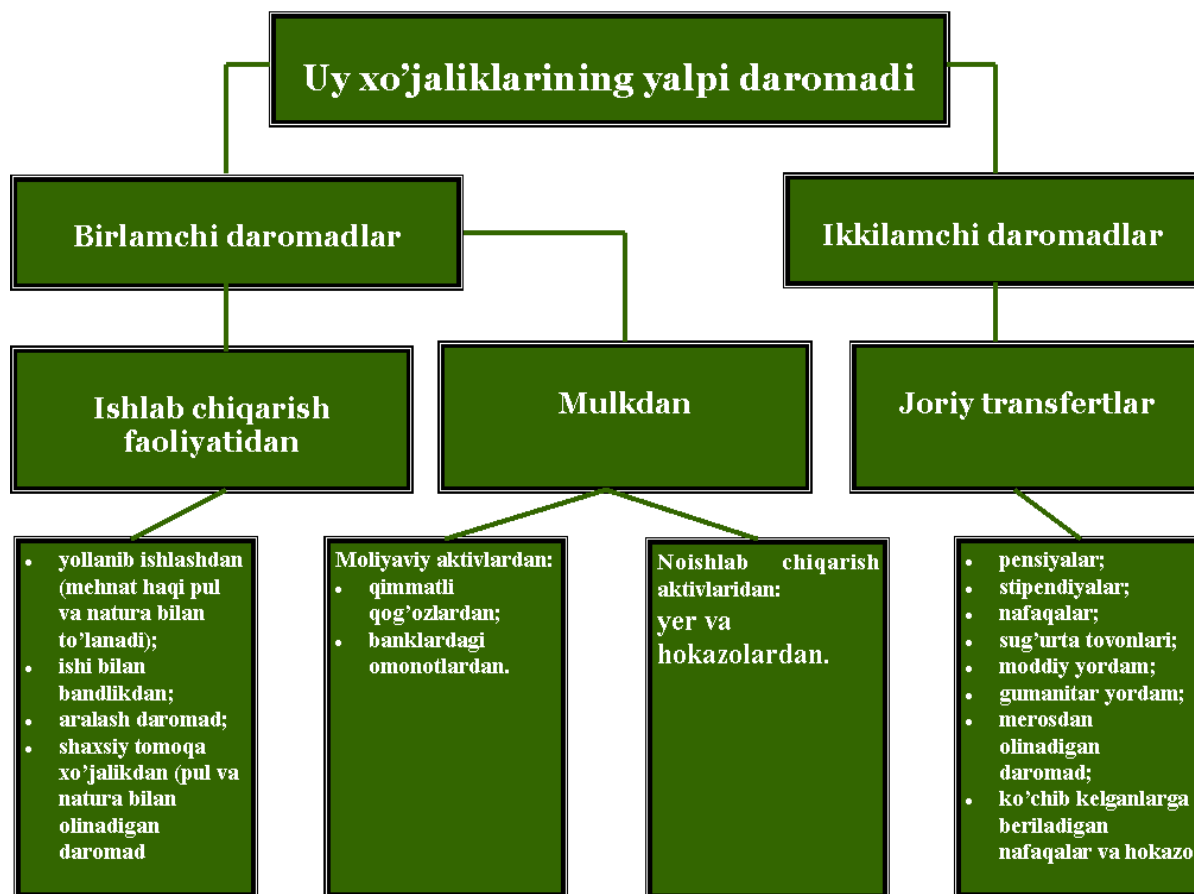 Uy xo’jaliklarining yalpi daromadi
Birlamchi daromadlar
Ikkilamchi daromadlar
Ishlab chiqarish
faoliyatidan
Mulkdan
Joriy transfertlar
• yollanib ishlashdan
(mehnat haqi pul
va natura bilan
to’lanadi);
• ishi bilan
bandlikdan;
• aralash daromad;
• shaxsiy tomoqa
xo’jalikdan (pul va
natura bilan
olinadigan
daromad
Moliyaviy aktivlardan:
• qimmatli
qog’ozlardan;
• banklardagi
omonotlardan.
Noishlab chiqarish
aktivlaridan:
yer va
hokazolardan.
• pensiyalar;
• stipendiyalar;
• nafaqalar;
• sug’urta tovonlari;
• moddiy yordam;
• gumanitar yordam;
• merosdan
olinadigan
daromad;
• ko’chib kelganlarga
beriladigan
nafaqalar va hokazo